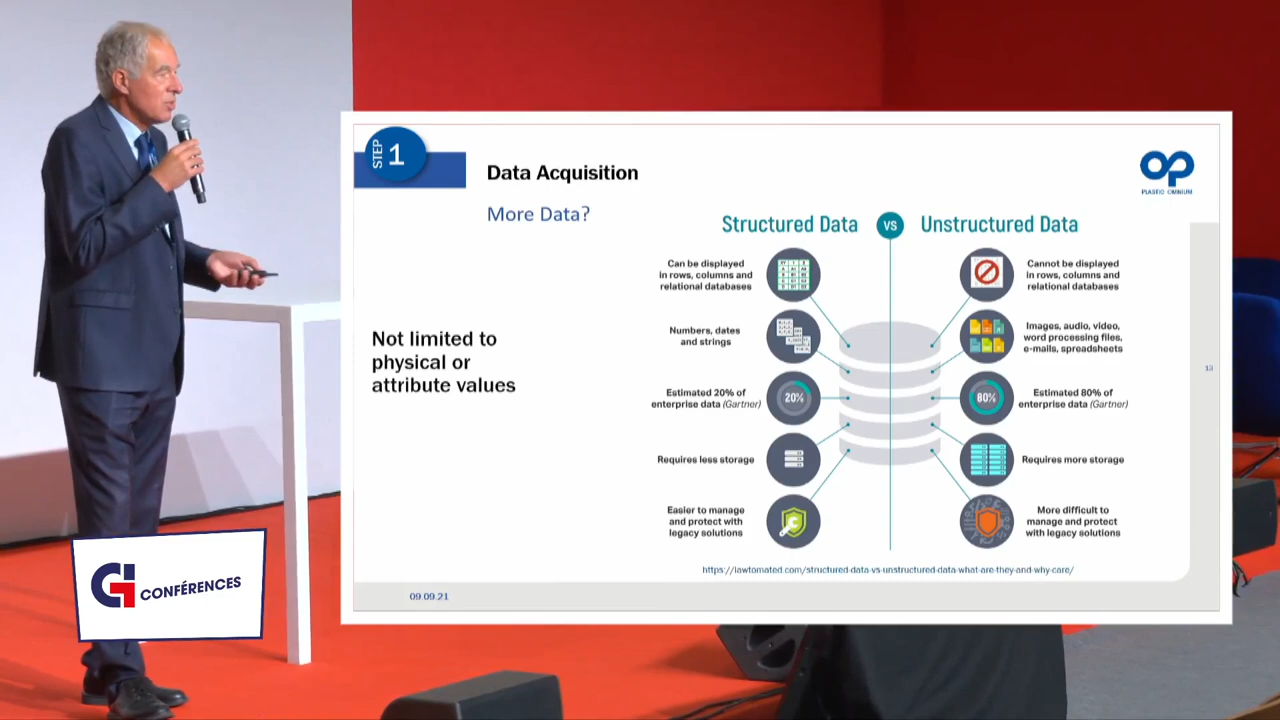 STEP 1
Data Acquisition
More Data?
PLASTIC OMNIUM
Structured Data
VS
Unstructured Data
Can be displayed
in rows, columns and
relational databases
Cannot be displayed
in rows, columns and
relational databases
Numbers, dates
and strings
Images, audio, video,
word processing files,
e-mails, spreadsheets
Not limited to
physical or
attribute values
Estimated 20% of
enterprise data (Gartner)
20%
80%
Estimated 80% of
enterprise data (Gartner)
13
Requires less storage
Requires more storage
Easier to manage
and protect with
legacy solutions
More difficult to
manage and protect
with legacy solutions
https://lawtomated.com/structured-data-vs-unstructured-data-what-are-they-and-why-care/
09.09.21
GI CONFÉRENCES